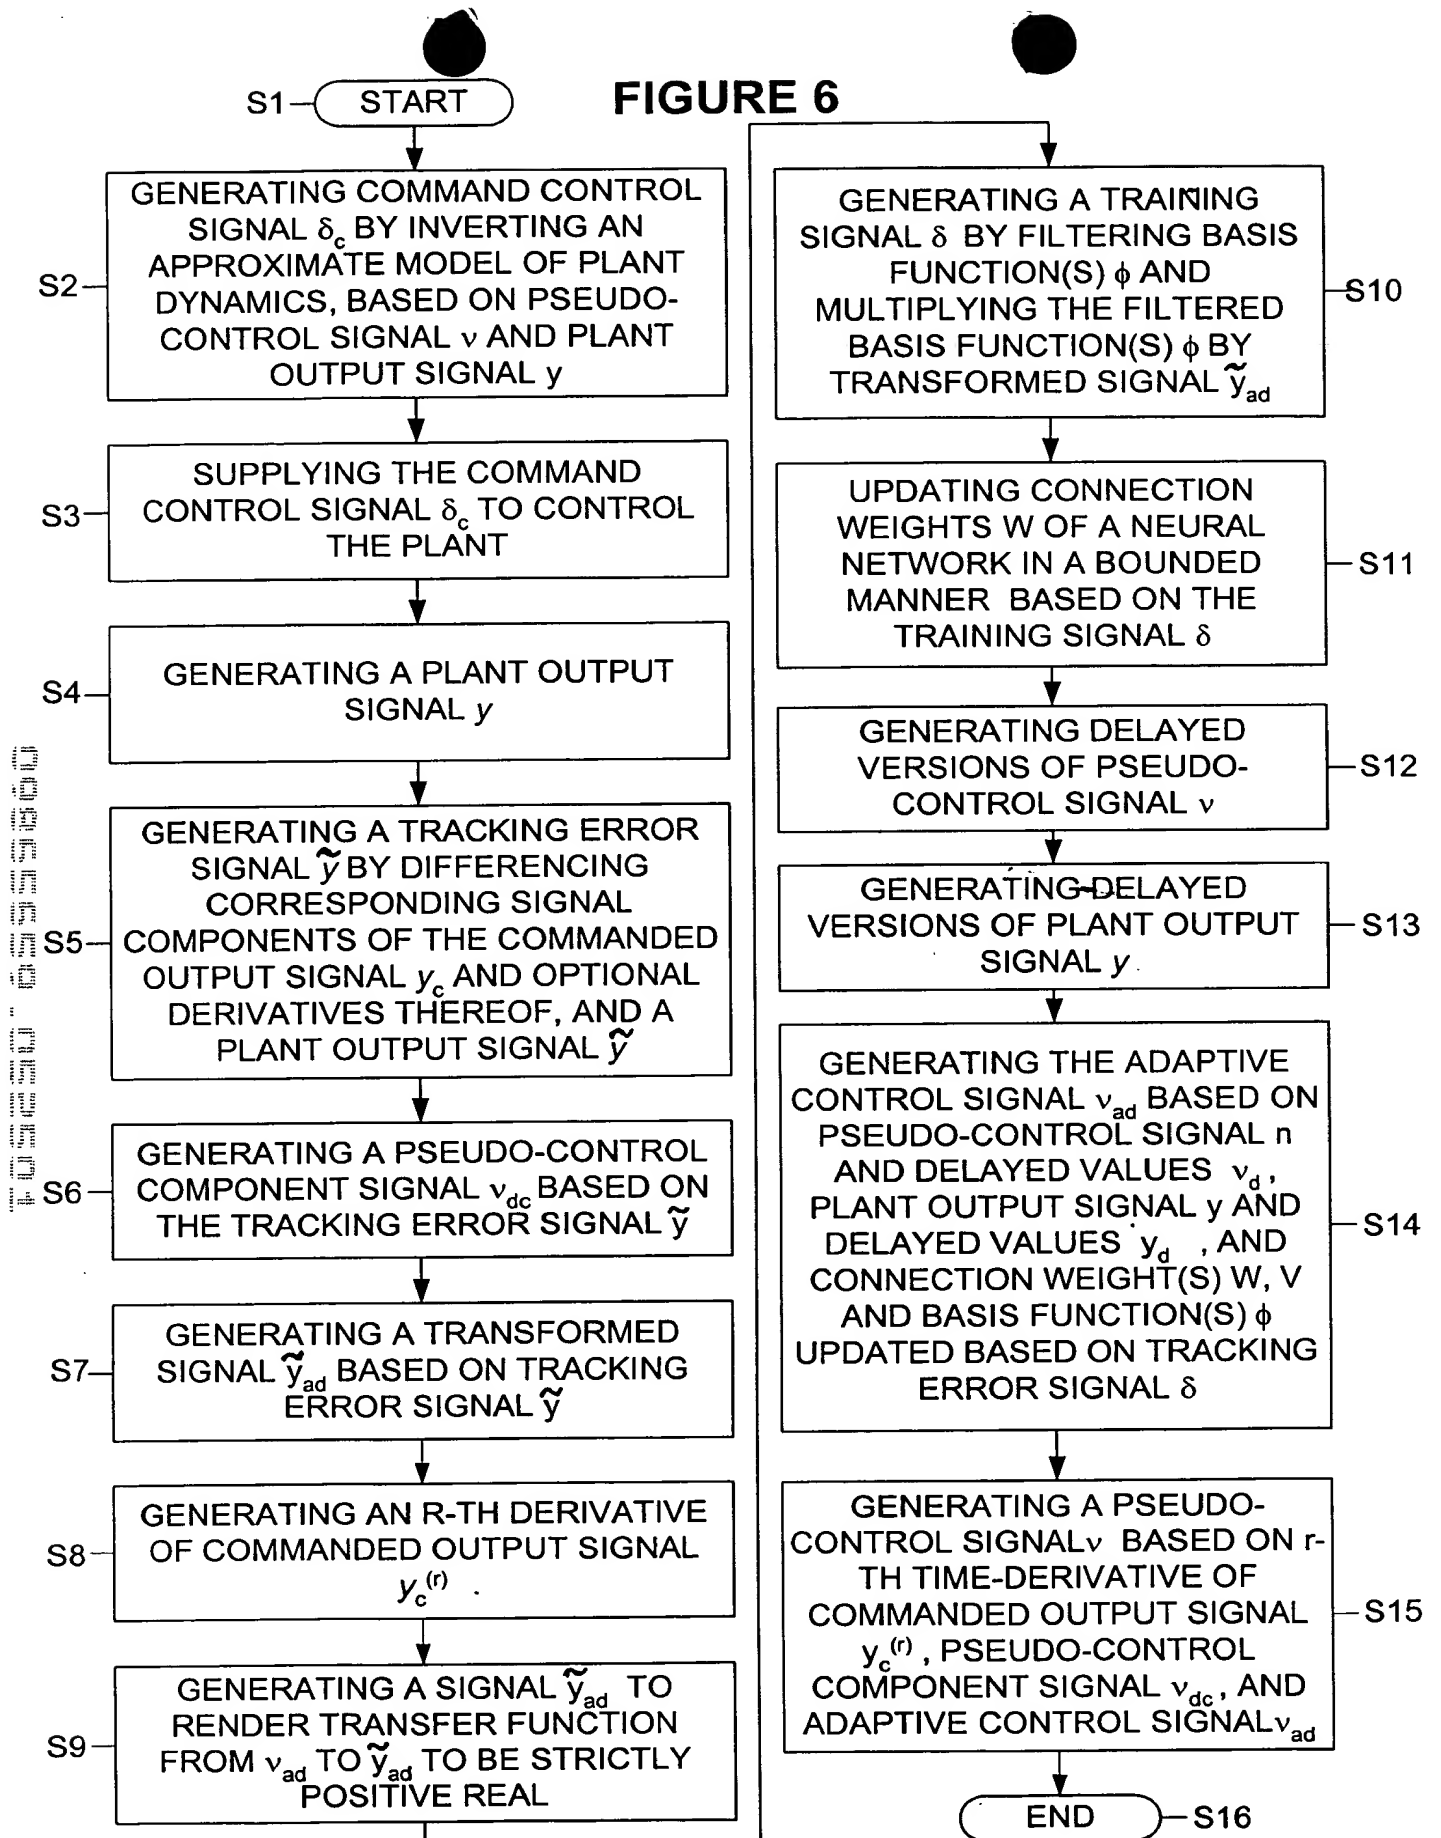 FIGURE 6
S1
START
S2
GENERATING COMMAND CONTROL
SIGNAL δc BY INVERTING AN
APPROXIMATE MODEL OF PLANT
DYNAMICS, BASED ON PSEUDO-
CONTROL SIGNAL ν AND PLANT
OUTPUT SIGNAL y
S3
SUPPLYING THE COMMAND
CONTROL SIGNAL δc TO CONTROL
THE PLANT
S4
GENERATING A PLANT OUTPUT
SIGNAL y
S5
GENERATING A TRACKING ERROR
SIGNAL ỹ BY DIFFERENCING
CORRESPONDING SIGNAL
COMPONENTS OF THE COMMANDED
OUTPUT SIGNAL yc AND OPTIONAL
DERIVATIVES THEREOF, AND A
PLANT OUTPUT SIGNAL ỹ
S6
GENERATING A PSEUDO-CONTROL
COMPONENT SIGNAL νdc BASED ON
THE TRACKING ERROR SIGNAL ỹ
S7
GENERATING A TRANSFORMED
SIGNAL ỹad BASED ON TRACKING
ERROR SIGNAL ỹ
S8
GENERATING AN R-TH DERIVATIVE
OF COMMANDED OUTPUT SIGNAL
yc(r)
S9
GENERATING A SIGNAL ỹad TO
RENDER TRANSFER FUNCTION
FROM νad TO ỹad TO BE STRICTLY
POSITIVE REAL
GENERATING A TRAINING
SIGNAL δ BY FILTERING BASIS
FUNCTION(S) ϕ AND
MULTIPLYING THE FILTERED
BASIS FUNCTION(S) ϕ BY
TRANSFORMED SIGNAL ỹad
S10
UPDATING CONNECTION
WEIGHTS W OF A NEURAL
NETWORK IN A BOUNDED
MANNER BASED ON THE
TRAINING SIGNAL δ
S11
GENERATING DELAYED
VERSIONS OF PSEUDO-
CONTROL SIGNAL ν
S12
GENERATING DELAYED
VERSIONS OF PLANT OUTPUT
SIGNAL y
S13
GENERATING THE ADAPTIVE
CONTROL SIGNAL νad BASED ON
PSEUDO-CONTROL SIGNAL n
AND DELAYED VALUES νd,
PLANT OUTPUT SIGNAL y AND
DELAYED VALUES yd , AND
CONNECTION WEIGHT(S) W, V
AND BASIS FUNCTION(S) ϕ
UPDATED BASED ON TRACKING
ERROR SIGNAL δ
S14
GENERATING A PSEUDO-
CONTROL SIGNALν BASED ON r-
TH TIME-DERIVATIVE OF
COMMANDED OUTPUT SIGNAL
yc(r) , PSEUDO-CONTROL
COMPONENT SIGNAL νdc, AND
ADAPTIVE CONTROL SIGNALνad
S15
END
S16